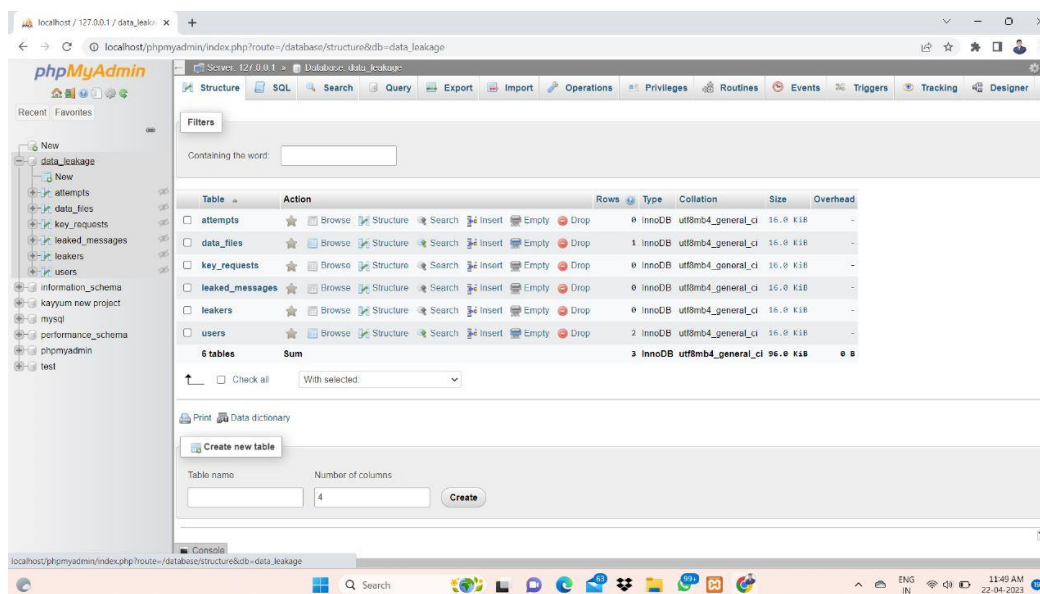 localhost / 127.0.0.1 / data_leaka
localhost/phpmyadmin/index.php?route=/database/structure&db=data_leakage
phpMyAdmin
Recent Favorites
New
data_leakage
New
attempts
data_files
key_requests
leaked_messages
leakers
users
information_schema
kayyum new project
mysql
performance_schema
phpmyadmin
test
Server: 127.0.0.1 » Database: data_leakage
Structure SQL Search Query Export Import Operations Privileges Routines Events Triggers Tracking Designer
Filters
Containing the word:
Table Action Rows Type Collation Size Overhead
attempts Browse Structure Search Insert Empty Drop 0 InnoDB utf8mb4_general_ci 16.0 KiB -
data_files Browse Structure Search Insert Empty Drop 1 InnoDB utf8mb4_general_ci 16.0 KiB -
key_requests Browse Structure Search Insert Empty Drop 0 InnoDB utf8mb4_general_ci 16.0 KiB -
leaked_messages Browse Structure Search Insert Empty Drop 0 InnoDB utf8mb4_general_ci 16.0 KiB -
leakers Browse Structure Search Insert Empty Drop 0 InnoDB utf8mb4_general_ci 16.0 KiB -
users Browse Structure Search Insert Empty Drop 2 InnoDB utf8mb4_general_ci 16.0 KiB -
6 tables Sum 3 InnoDB utf8mb4_general_ci 96.0 KiB 0 B
Check all With selected:
Print Data dictionary
Create new table
Table name Number of columns
4 Create
Console
localhost/phpmyadmin/index.php?route=/database/structure&db=data_leakage
Search 63 99+ ENG IN 11:49 AM 22-04-2023